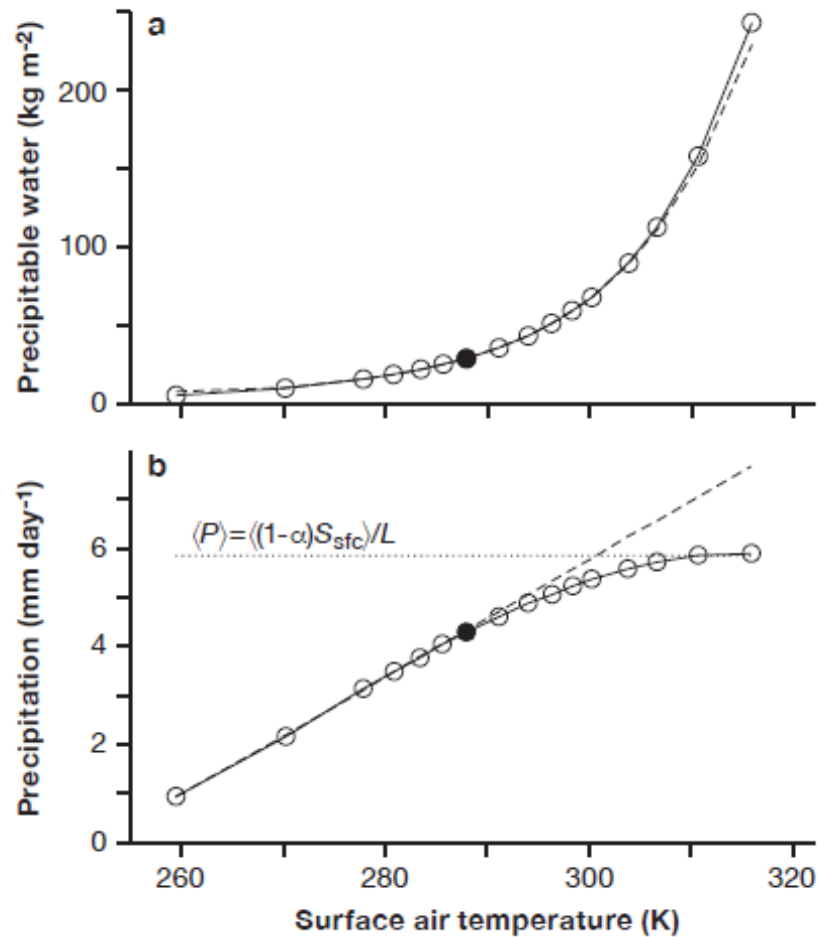 a
Precipitable water (kg m-2)
200
100
0
b
Precipitation (mm day-1)
⟨P⟩=⟨(1-α)Ssfc⟩/L
6
4
2
0
260
280
300
320
Surface air temperature (K)